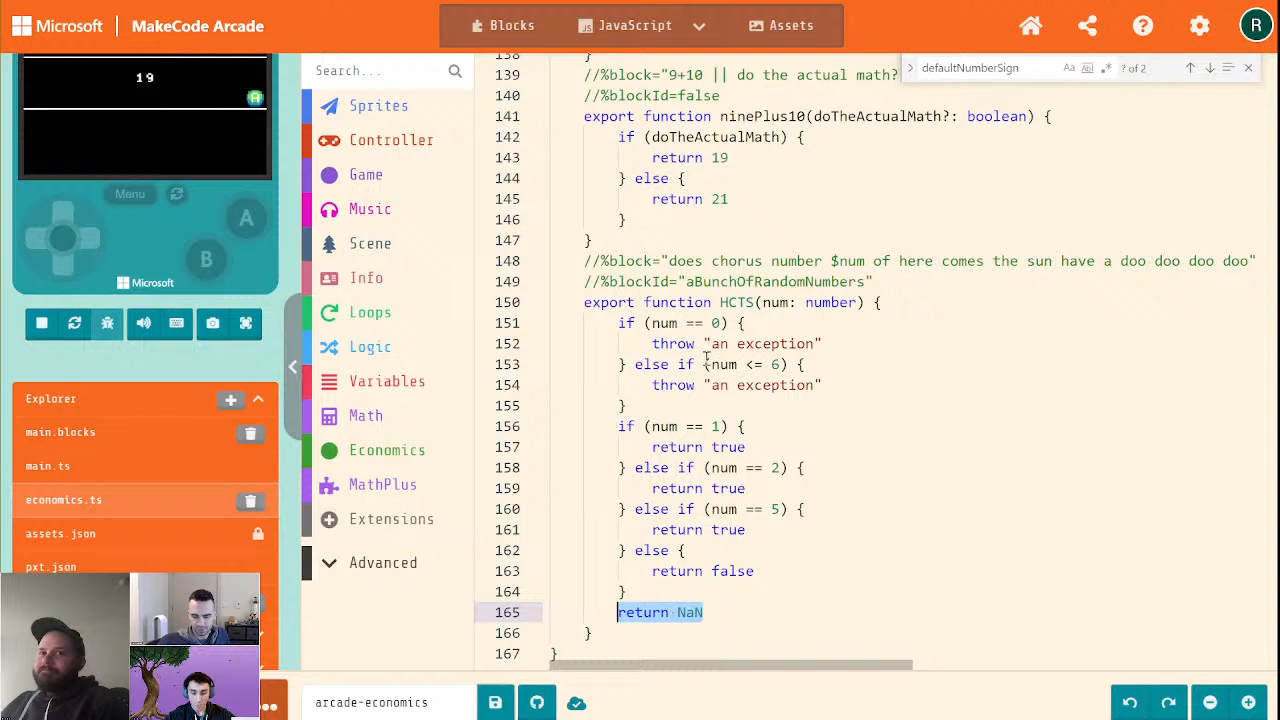 Microsoft MakeCode Arcade Blocks JavaScript Assets R
19
Menu
A
B
Microsoft
Explorer
main.blocks
main.ts
economics.ts
assets.json
pxt.json
Search...
Sprites
Controller
Game
Music
Scene
Info
Loops
Logic
Variables
Math
Economics
MathPlus
Extensions
Advanced
defaultNumberSign Aa Ab ? of 2
138 }
139 //%block="9+10 || do the actual math?
140 //%blockId=false
141 export function ninePlus10(doTheActualMath?: boolean) {
142 if (doTheActualMath) {
143 return 19
144 } else {
145 return 21
146 }
147 }
148 //%block="does chorus number $num of here comes the sun have a doo doo doo doo"
149 //%blockId="aBunchOfRandomNumbers"
150 export function HCTS(num: number) {
151 if (num == 0) {
152 throw "an exception"
153 } else if (num <= 6) {
154 throw "an exception"
155 }
156 if (num == 1) {
157 return true
158 } else if (num == 2) {
159 return true
160 } else if (num == 5) {
161 return true
162 } else {
163 return false
164 }
165 return NaN
166 }
167 }
arcade-economics